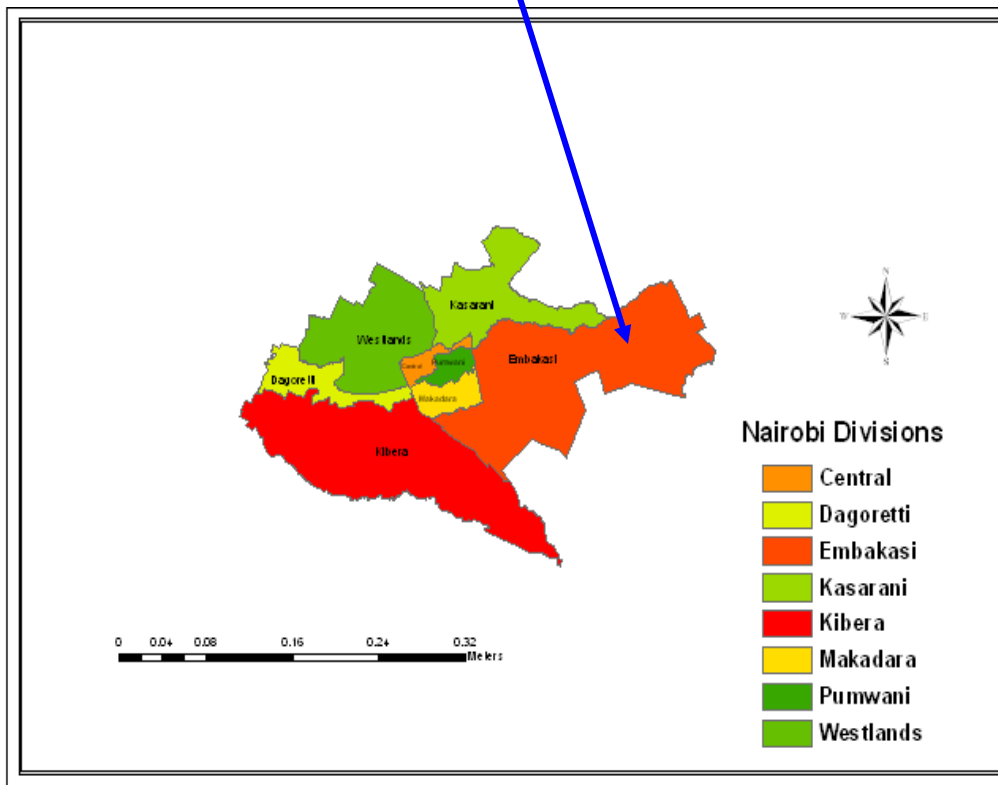 N
W
E
S
Kasarani
Westlands
Embakasi
Central
Pumwani
Dagoretti
Makadara
Kibera
Nairobi Divisions
Central
Dagoretti
Embakasi
Kasarani
Kibera
Makadara
Pumwani
Westlands
0 0.04 0.08 0.16 0.24 0.32
Meters